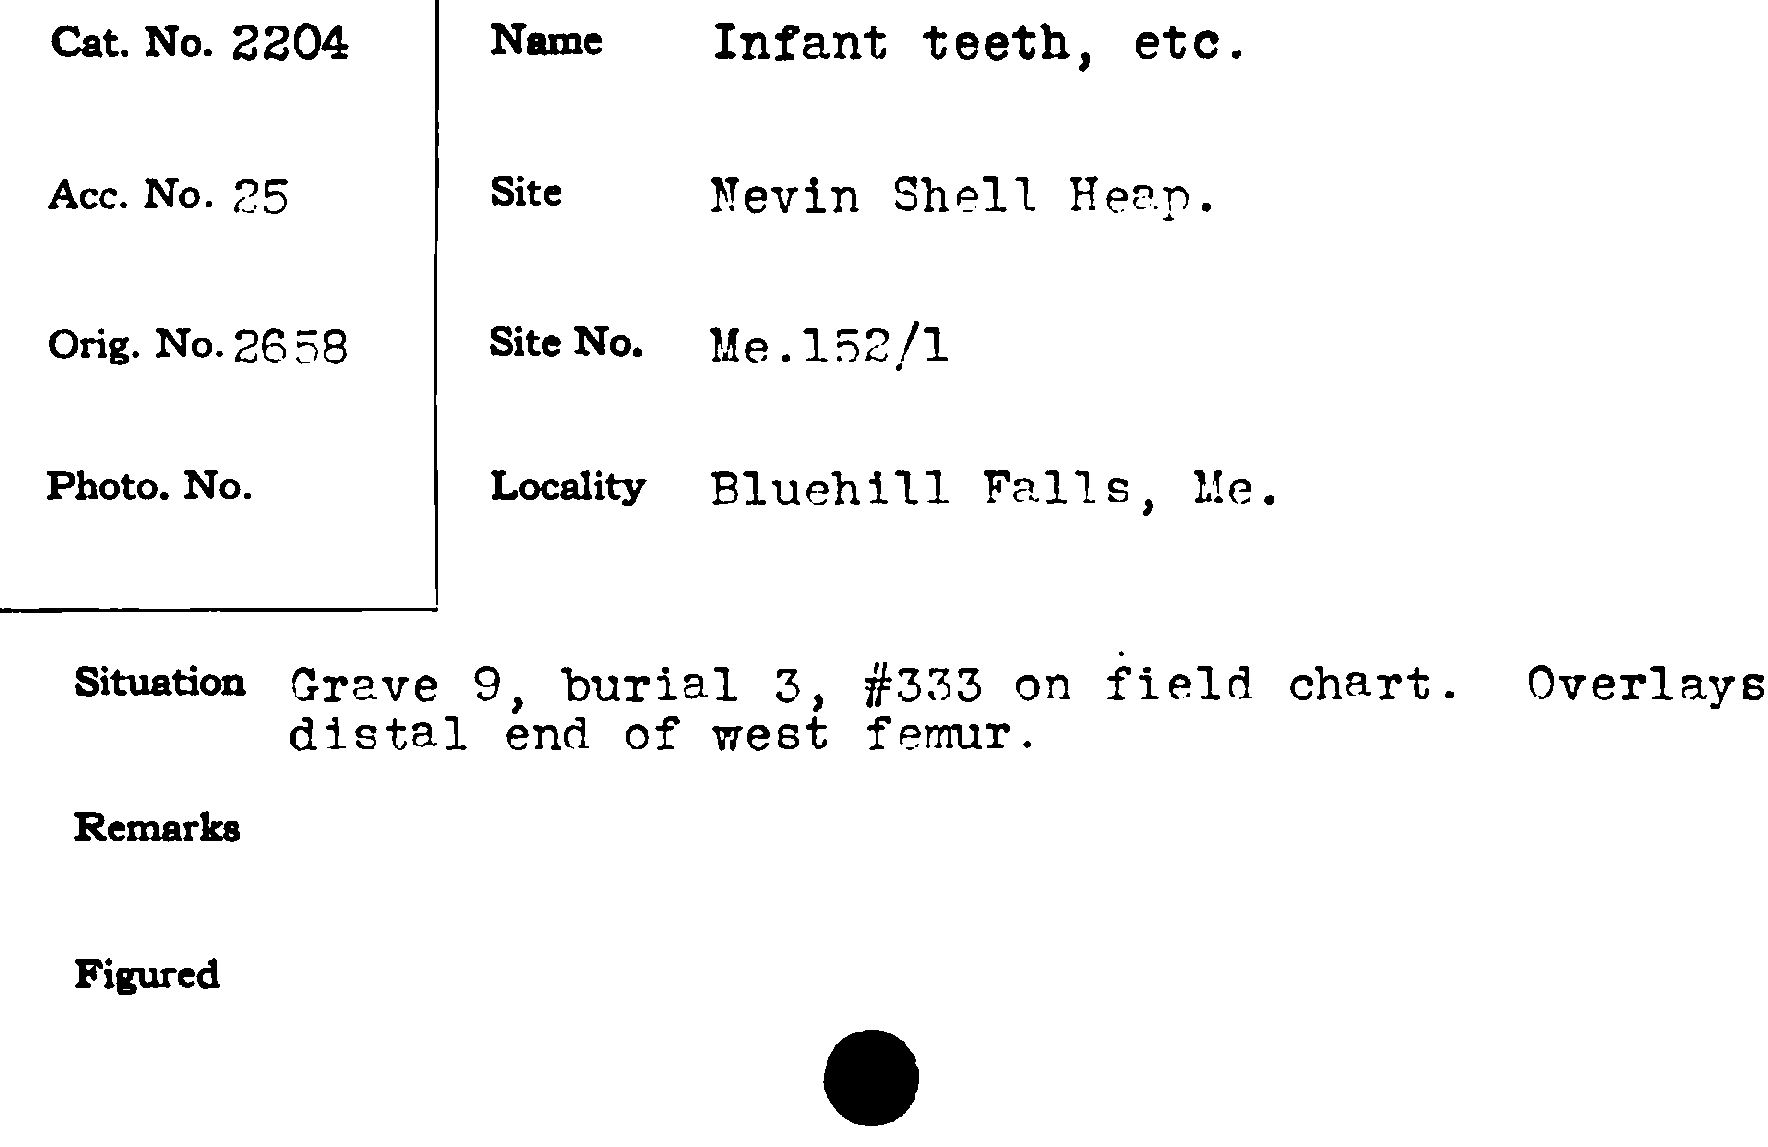 Cat. No. 2204
Name Infant teeth, etc.
Acc. No. 25
Site Nevin Shell Heap.
Orig. No. 2658
Site No. Me.152/1
Photo. No.
Locality Bluehill Falls, Me.
Situation Grave 9, burial 3, #333 on field chart. Overlays
distal end of west femur.
Remarks
Figured